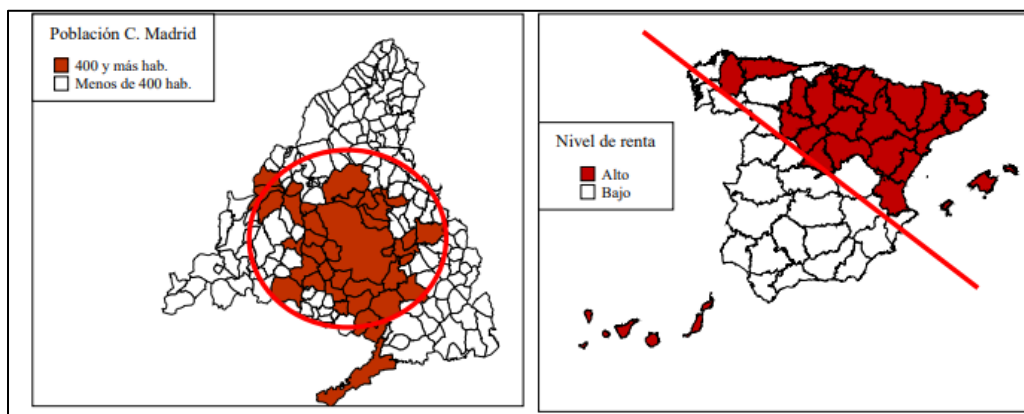 Población C. Madrid
400 y más hab.
Menos de 400 hab.
Nivel de renta
Alto
Bajo